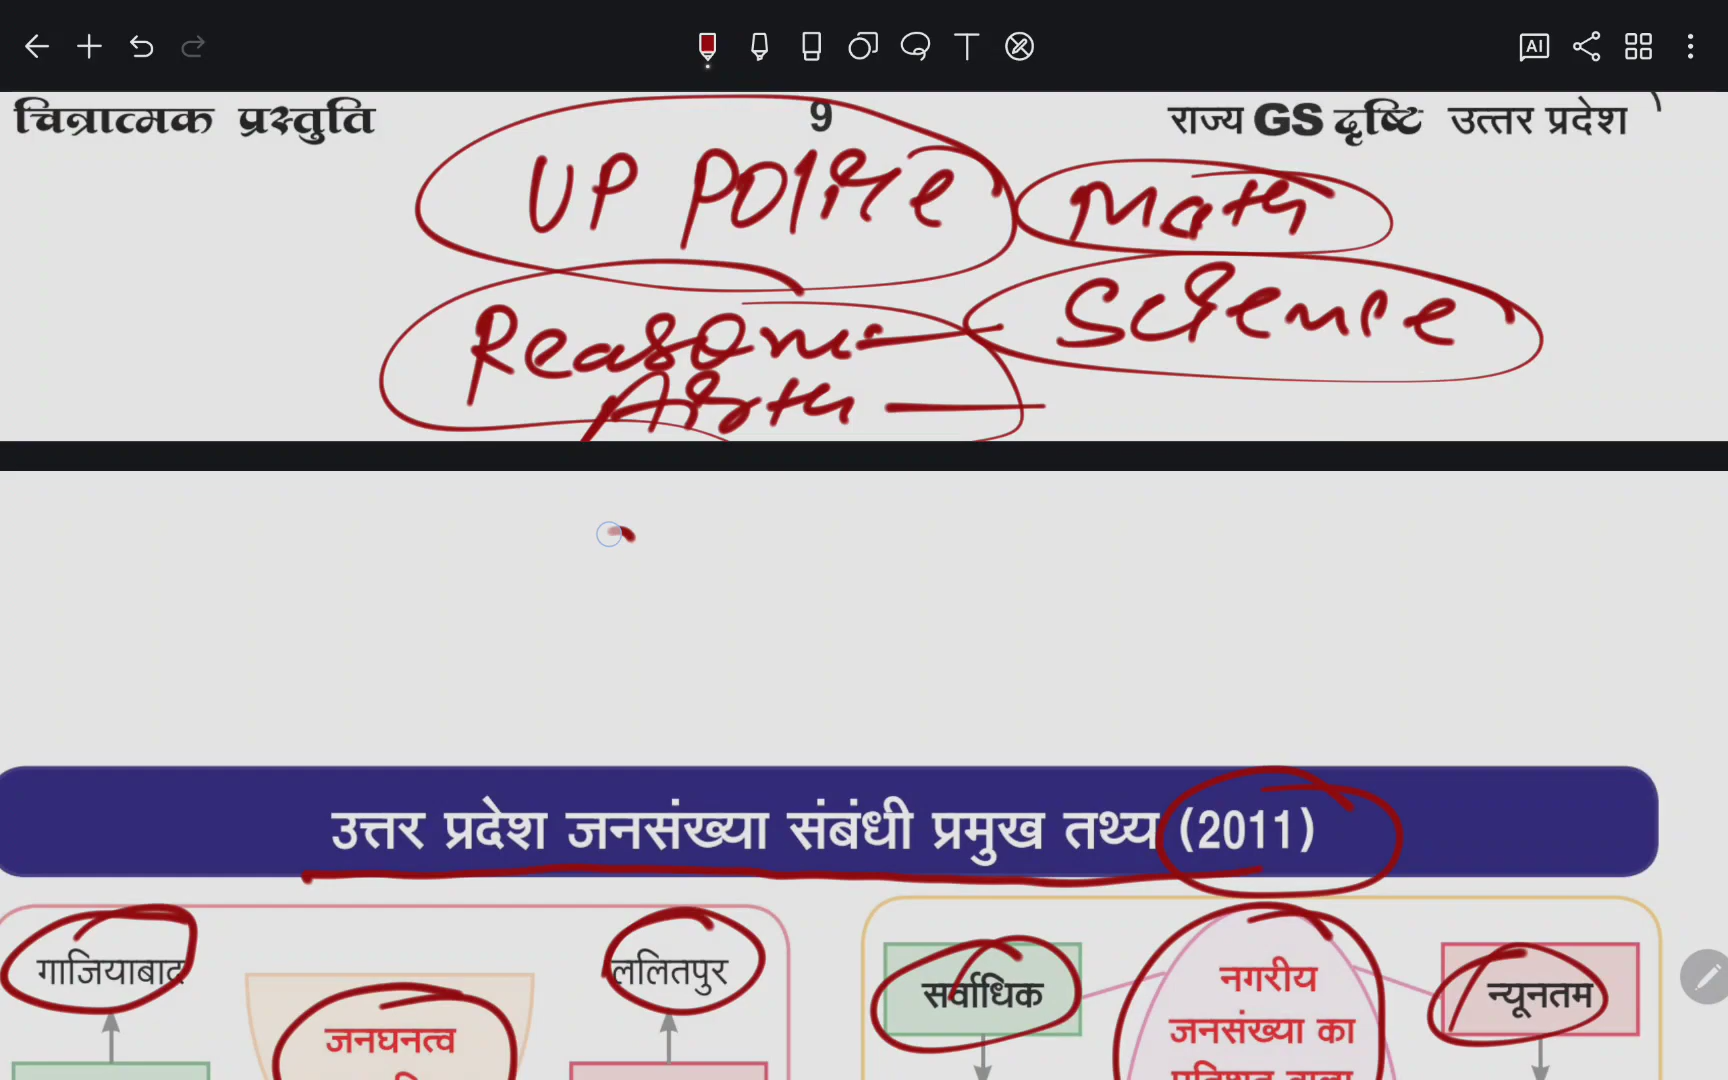 चित्रात्मक प्रस्तुति 9 राज्य GS दृष्टि उत्तर प्रदेश
UP Police Math
Science
उत्तर प्रदेश जनसंख्या संबंधी प्रमुख तथ्य (2011)
गाजियाबाद ललितपुर
सर्वाधिक नगरीय न्यूनतम
जनघनत्व जनसंख्या का
AI
T